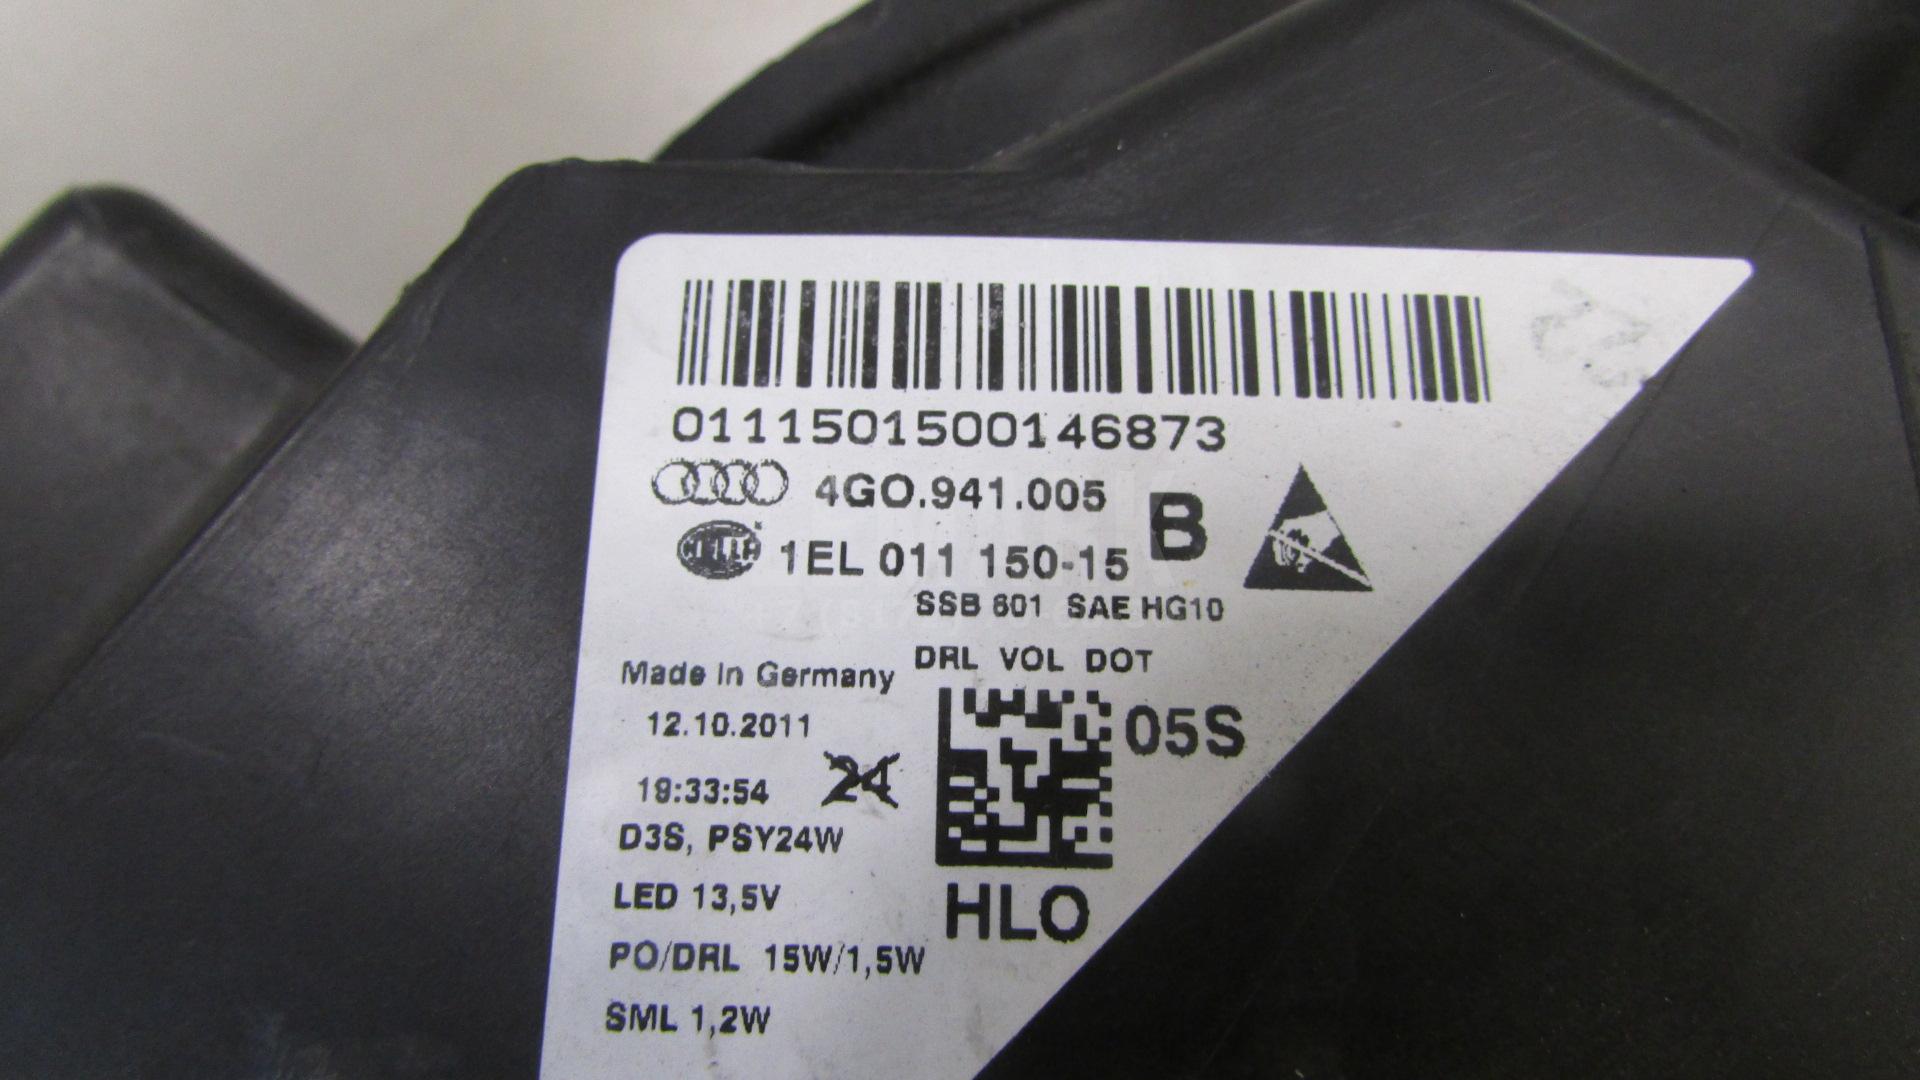 0111501500146873
4GO.941.005 B
HELLA 1EL 011 150-15
SSB 601 SAE HG10
DRL VOL DOT
Made In Germany
12.10.2011
05S
19:33:54 24
D3S, PSY24W
LED 13,5V
HLO
PO/DRL 15W/1,5W
SML 1,2W